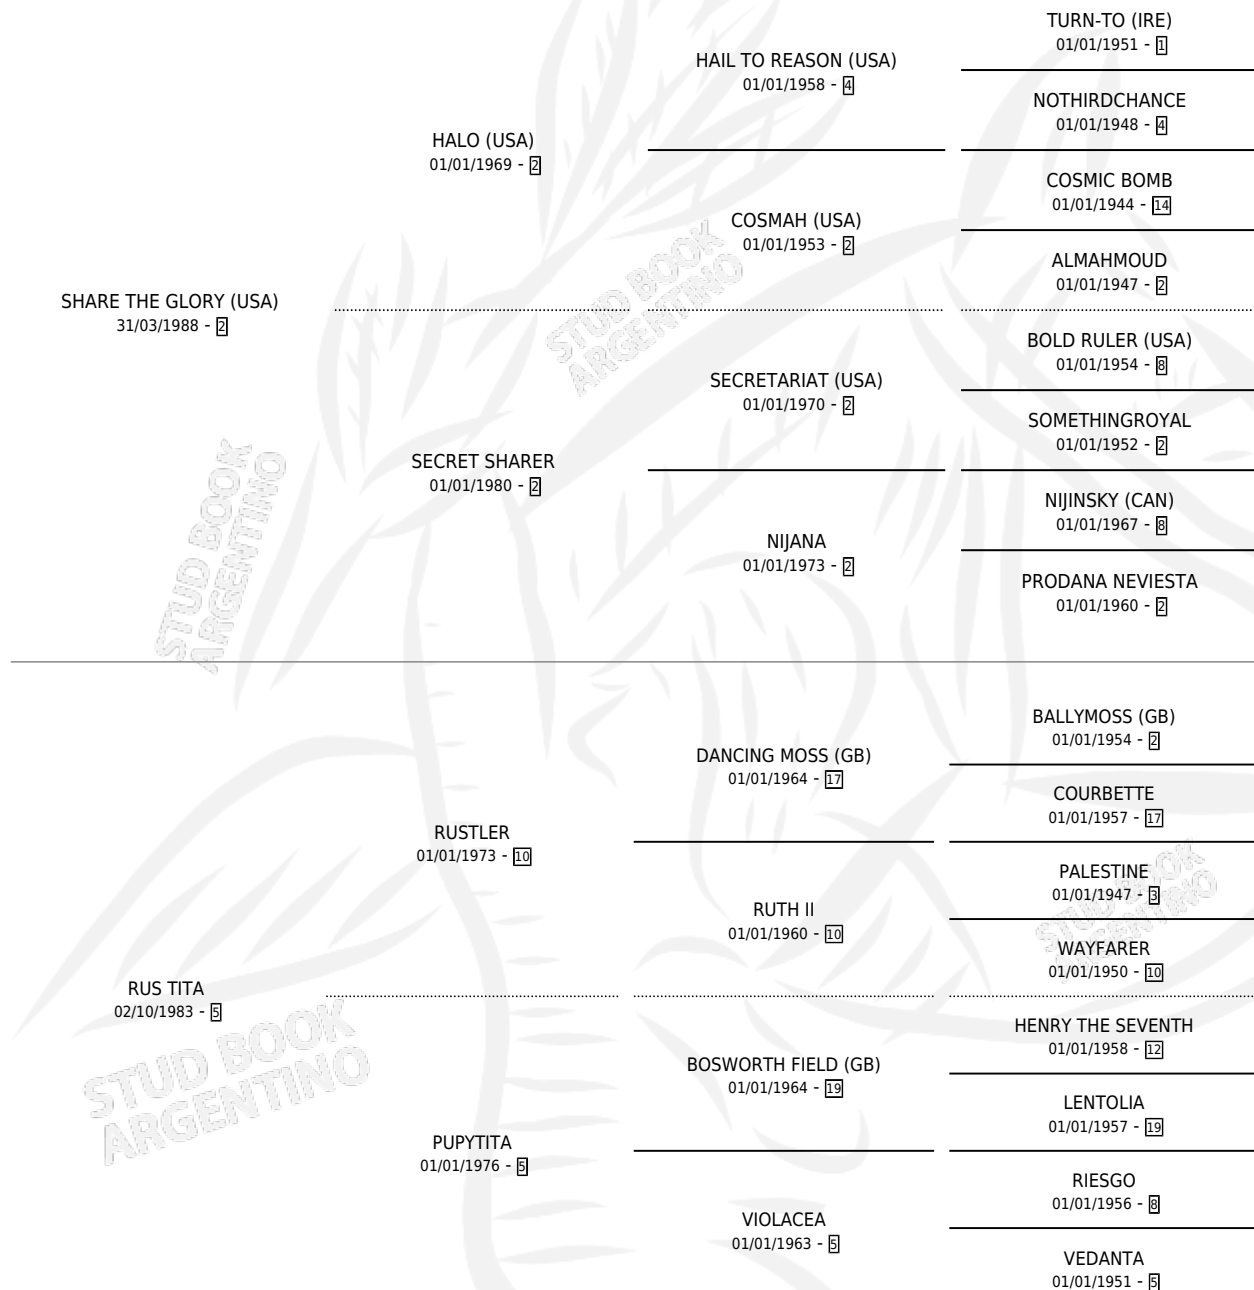 TURN-TO (IRE)
01/01/1951 - 1
HAIL TO REASON (USA)
01/01/1958 - 4
NOTHIRDCHANCE
01/01/1948 - 4
HALO (USA)
01/01/1969 - 2
COSMIC BOMB
01/01/1944 - 14
COSMAH (USA)
01/01/1953 - 2
ALMAHMOUD
01/01/1947 - 2
SHARE THE GLORY (USA)
31/03/1988 - 2
BOLD RULER (USA)
01/01/1954 - 8
SECRETARIAT (USA)
01/01/1970 - 2
SOMETHINGROYAL
01/01/1952 - 2
SECRET SHARER
01/01/1980 - 2
NIJINSKY (CAN)
01/01/1967 - 8
NIJANA
01/01/1973 - 2
PRODANA NEVIESTA
01/01/1960 - 2
BALLYMOSS (GB)
01/01/1954 - 2
DANCING MOSS (GB)
01/01/1964 - 17
COURBETTE
01/01/1957 - 17
RUSTLER
01/01/1973 - 10
PALESTINE
01/01/1947 - 3
RUTH II
01/01/1960 - 10
WAYFARER
01/01/1950 - 10
RUS TITA
02/10/1983 - 5
HENRY THE SEVENTH
01/01/1958 - 12
BOSWORTH FIELD (GB)
01/01/1964 - 19
LENTOLIA
01/01/1957 - 19
PUPYTITA
01/01/1976 - 5
RIESGO
01/01/1956 - 8
VIOLACEA
01/01/1963 - 5
VEDANTA
01/01/1951 - 5
STUD BOOK
ARGENTINO
STUD BOOK
ARGENTINO
STUD BOOK
ARGENTINO
STUD BOOK
ARGENTINO